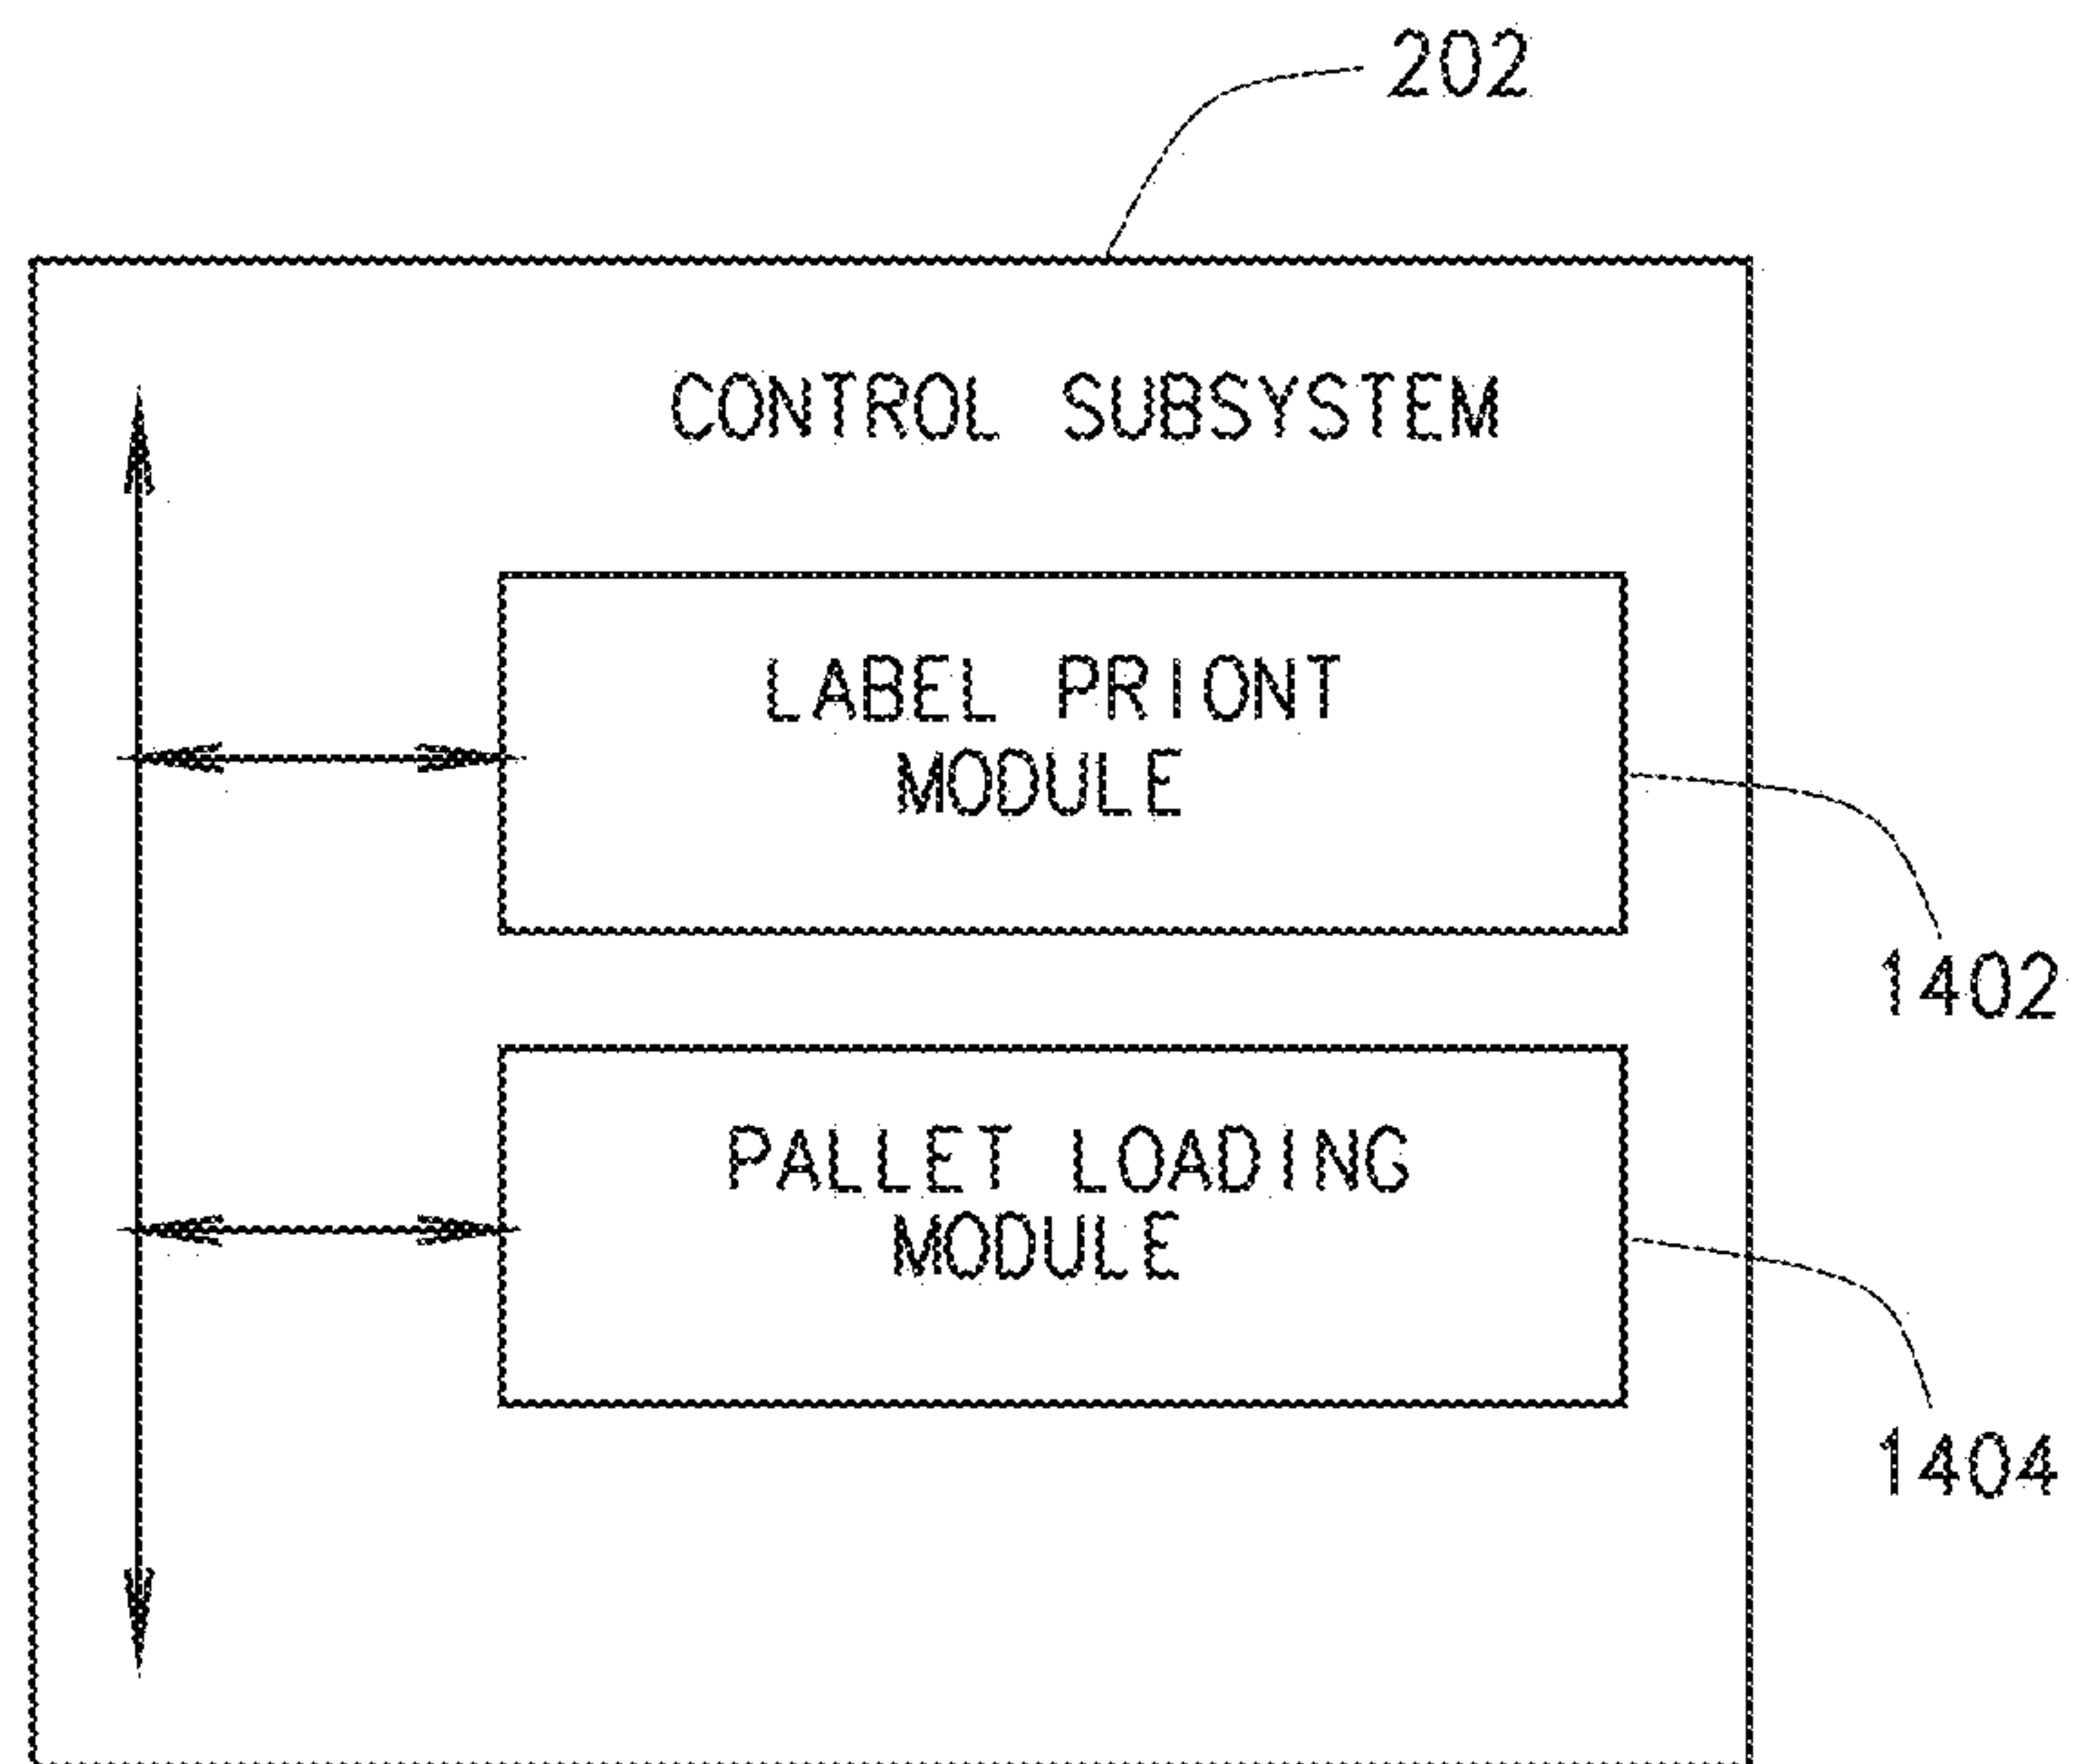 202
CONTROL SUBSYSTEM
LABEL PRIONT
MODULE
1402
PALLET LOADING
MODULE
1404